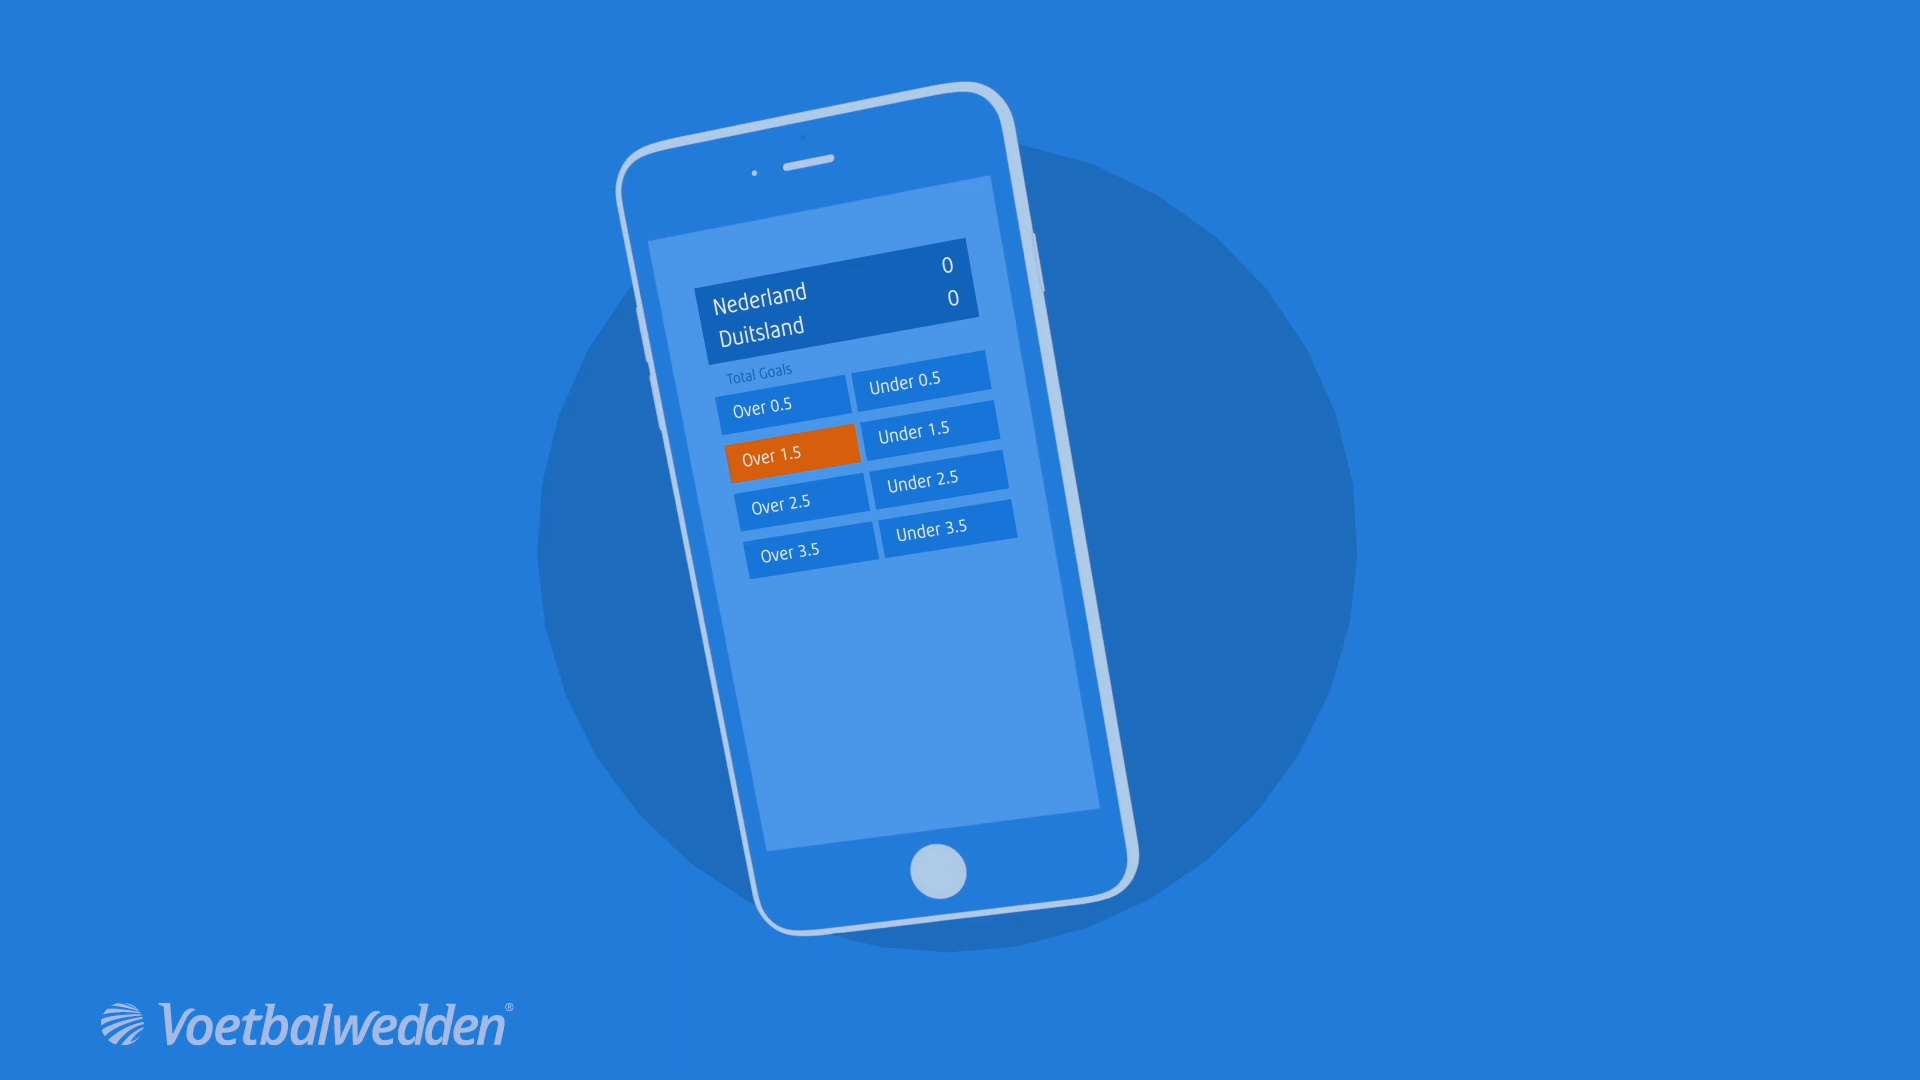 Nederland 0
Duitsland 0
Total Goals
Over 0.5 Under 0.5
Over 1.5 Under 1.5
Over 2.5 Under 2.5
Over 3.5 Under 3.5
Voetbalwedden®